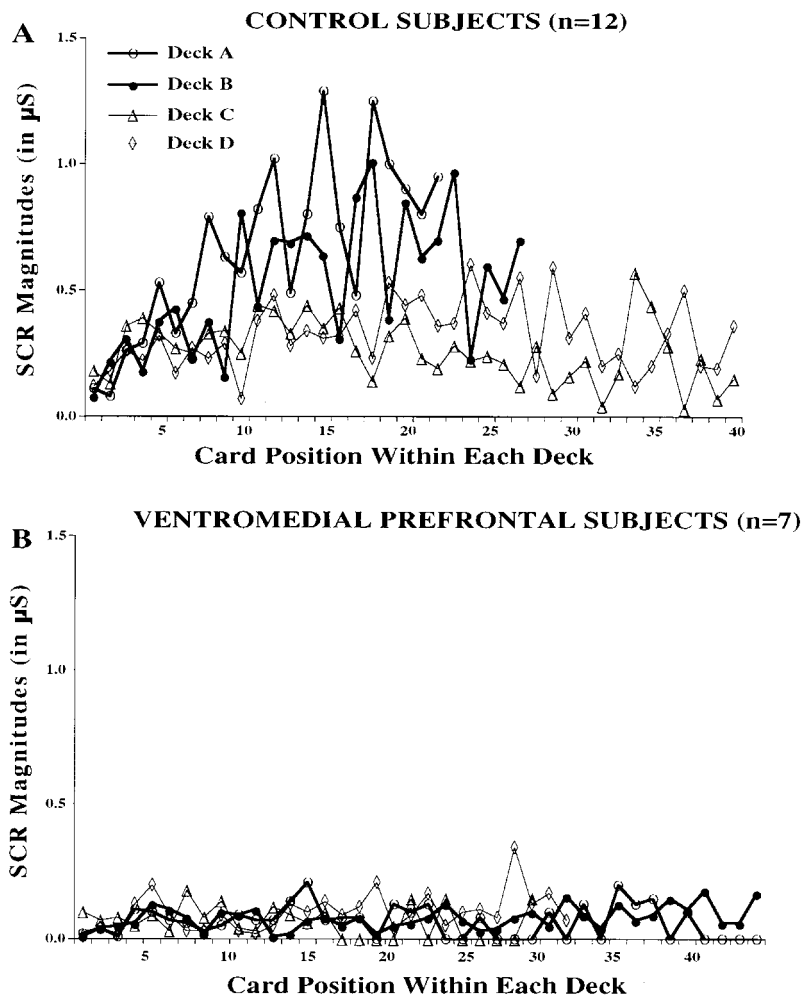 A
CONTROL SUBJECTS (n=12)
1.5
1.0
0.5
0.0
SCR Magnitudes (in µS)
Deck A
Deck B
Deck C
Deck D
5 10 15 20 25 30 35 40
Card Position Within Each Deck
B
VENTROMEDIAL PREFRONTAL SUBJECTS (n=7)
1.5
1.0
0.5
0.0
SCR Magnitudes (in µS)
5 10 15 20 25 30 35 40
Card Position Within Each Deck